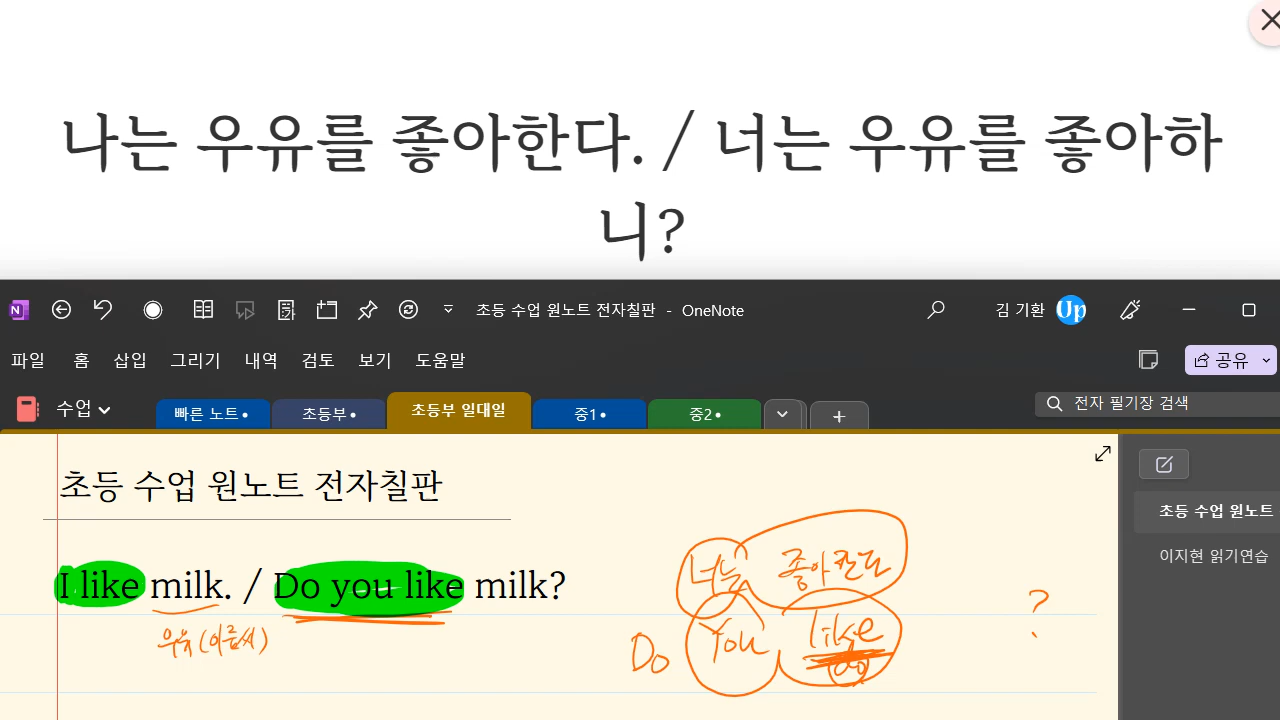 나는 우유를 좋아한다. / 너는 우유를 좋아하
니?
초등 수업 원노트 전자칠판 - OneNote
김 기환
Up
파일 홈 삽입 그리기 내역 검토 보기 도움말
공유
수업
빠른 노트
초등부
초등부 일대일
중1
중2
전자 필기장 검색
초등 수업 원노트 전자칠판
초등 수업 원노트
이지현 읽기연습
I like milk. / Do you like milk?
너는 좋아한다
우유(이름씨)
Do You like ?
do